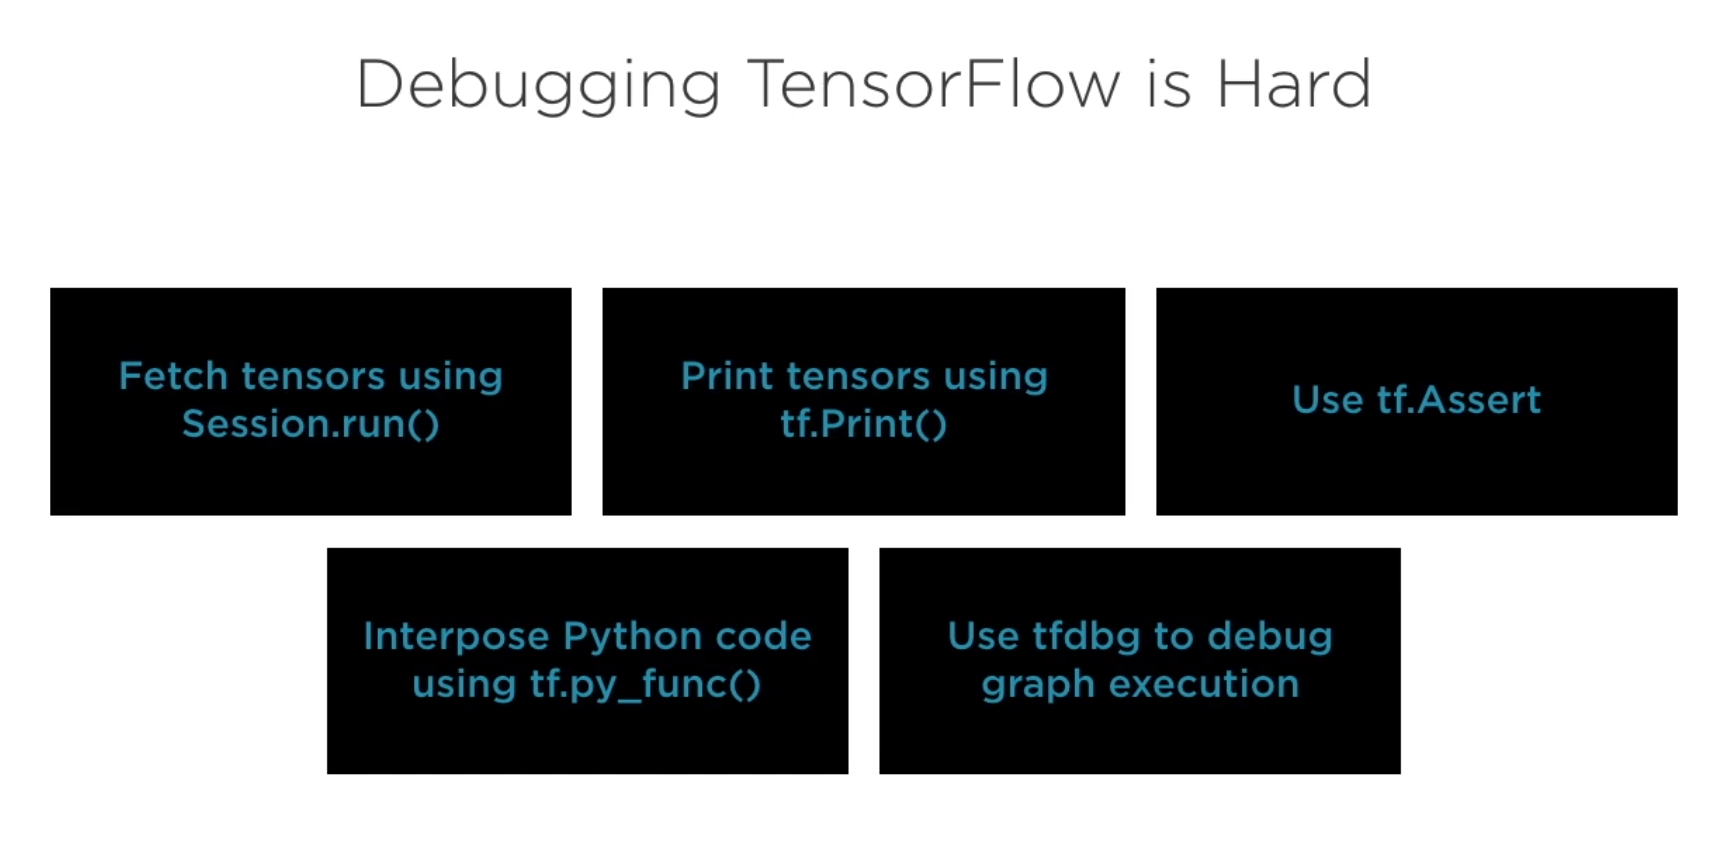 Debugging TensorFlow is Hard
Fetch tensors using
Session.run()
Print tensors using
tf.Print()
Use tf.Assert
Interpose Python code
using tf.py_func()
Use tfdbg to debug
graph execution